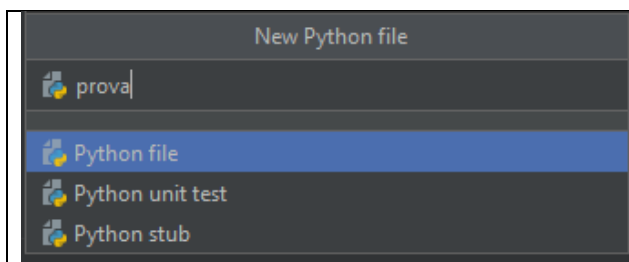 New Python file
prova
Python file
Python unit test
Python stub